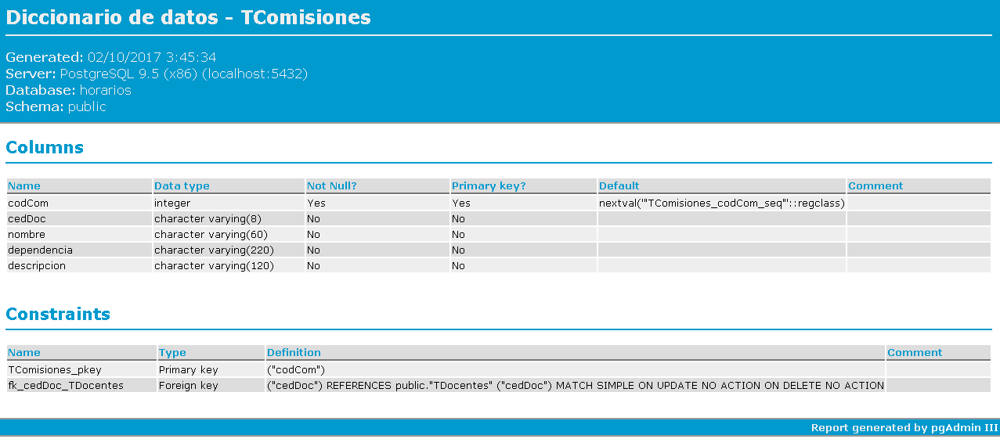 Diccionario de datos - TComisiones
Generated: 02/10/2017 3:45:34
Server: PostgreSQL 9.5 (x86) (localhost:5432)
Database: horarios
Schema: public
Columns
Name Data type Not Null? Primary key? Default Comment
codCom integer Yes Yes nextval('"TComisiones_codCom_seq"'::regclass)
cedDoc character varying(8) No No
nombre character varying(60) No No
dependencia character varying(220) No No
descripcion character varying(120) No No
Constraints
Name Type Definition Comment
TComisiones_pkey Primary key ("codCom")
fk_cedDoc_TDocentes Foreign key ("cedDoc") REFERENCES public."TDocentes" ("cedDoc") MATCH SIMPLE ON UPDATE NO ACTION ON DELETE NO ACTION
Report generated by pgAdmin III